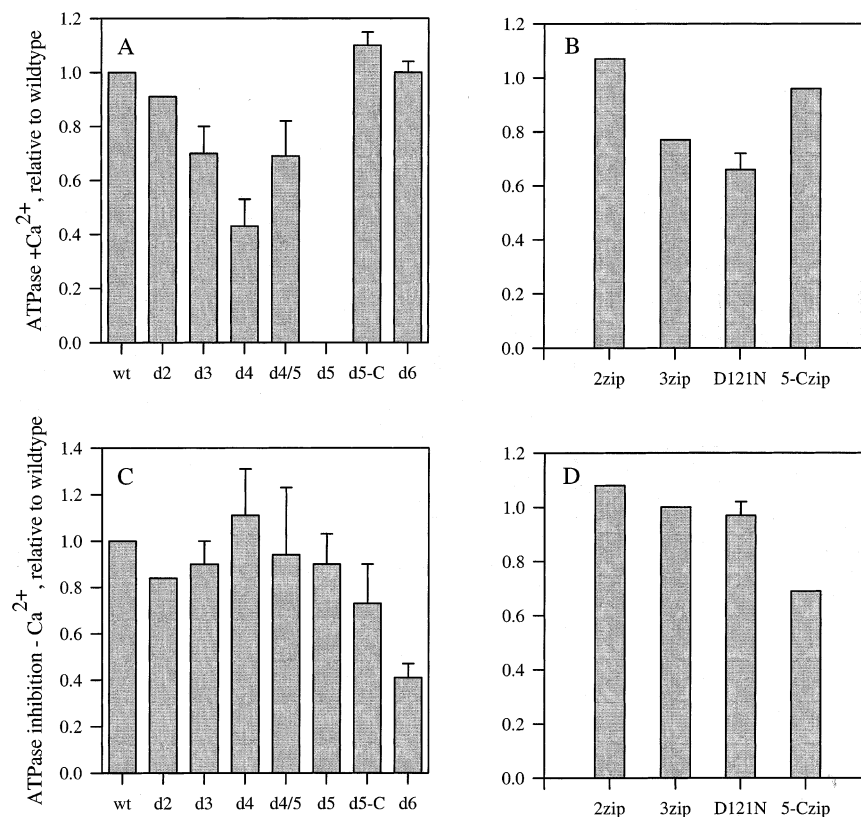 ATPase +Ca2+, relative to wildtype
A
1.2
1.0
0.8
0.6
0.4
0.2
0.0
wt d2 d3 d4 d4/5 d5 d5-C d6
B
1.2
1.0
0.8
0.6
0.4
0.2
0.0
2zip 3zip D121N 5-Czip
ATPase inhibition - Ca2+, relative to wildtype
C
1.4
1.2
1.0
0.8
0.6
0.4
0.2
0.0
wt d2 d3 d4 d4/5 d5 d5-C d6
D
1.2
1.0
0.8
0.6
0.4
0.2
0.0
2zip 3zip D121N 5-Czip